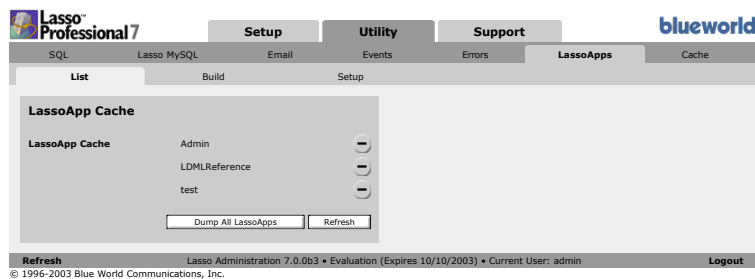 Lasso™
Professional 7
Setup Utility Support
blueworld
SQL Lasso MySQL Email Events Errors LassoApps Cache
List Build Setup
LassoApp Cache
LassoApp Cache Admin
LDMLReference
test
Dump All LassoApps Refresh
Refresh Lasso Administration 7.0.0b3 • Evaluation (Expires 10/10/2003) • Current User: admin Logout
© 1996-2003 Blue World Communications, Inc.